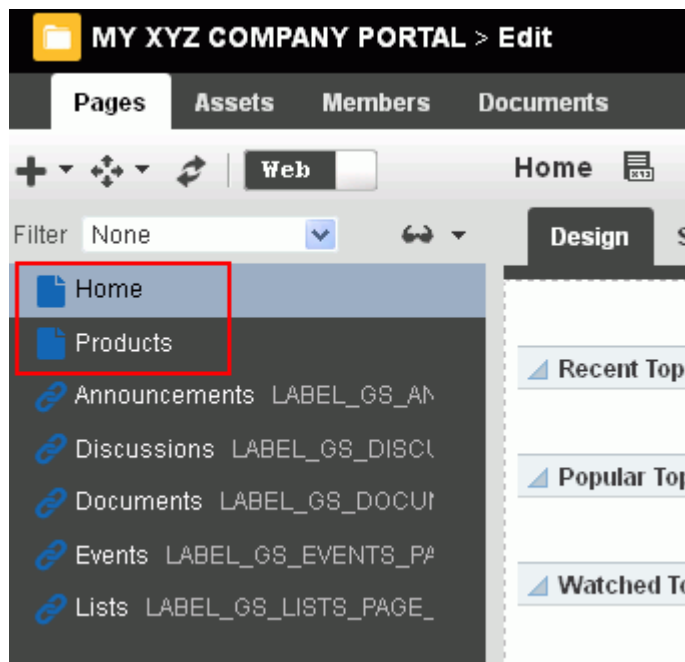 MY XYZ COMPANY PORTAL > Edit
Pages Assets Members Documents
Web Home
Filter None Design
Home
Products
Recent Top
Announcements LABEL_GS_AN
Discussions LABEL_GS_DISCU
Popular Top
Documents LABEL_GS_DOCUM
Events LABEL_GS_EVENTS_PA
Watched To
Lists LABEL_GS_LISTS_PAGE_